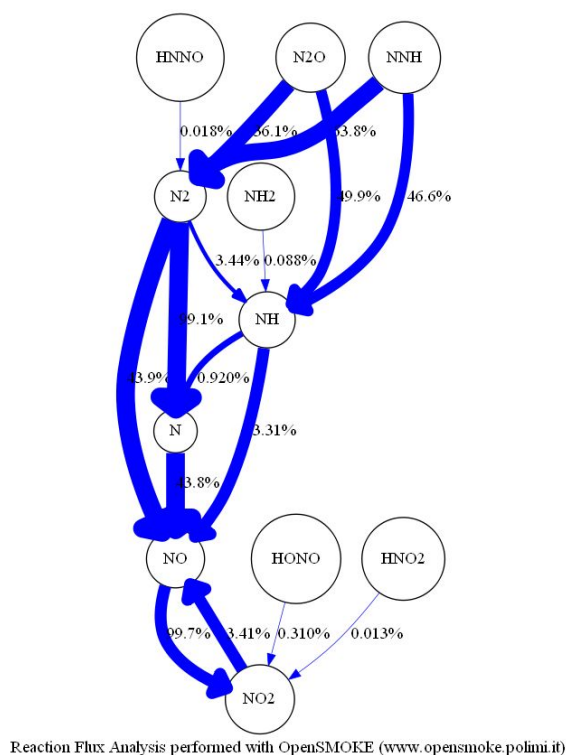 HNNO N2O NNH
0.018% 36.1% 53.8%
N2 NH2 49.9% 46.6%
3.44% 0.088%
NH
99.1%
43.9% 0.920%
N 3.31%
43.8%
NO HONO HNO2
99.7% 3.41% 0.310% 0.013%
NO2
Reaction Flux Analysis performed with OpenSMOKE (www.opensmoke.polimi.it)